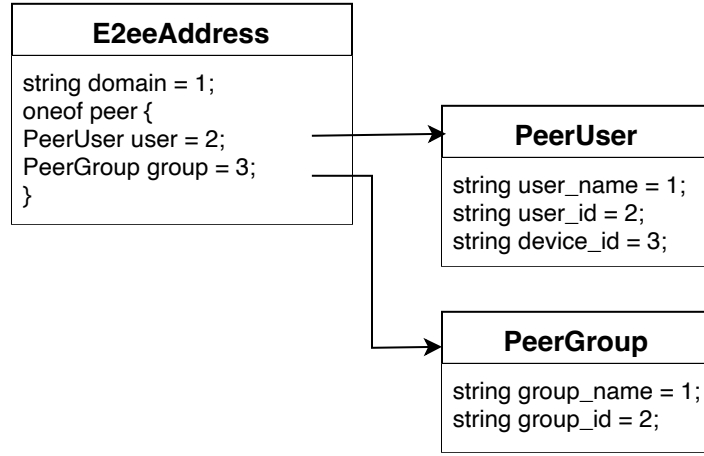 E2eeAddress
string domain = 1;
oneof peer {
PeerUser user = 2;
PeerGroup group = 3;
}
PeerUser
string user_name = 1;
string user_id = 2;
string device_id = 3;
PeerGroup
string group_name = 1;
string group_id = 2;